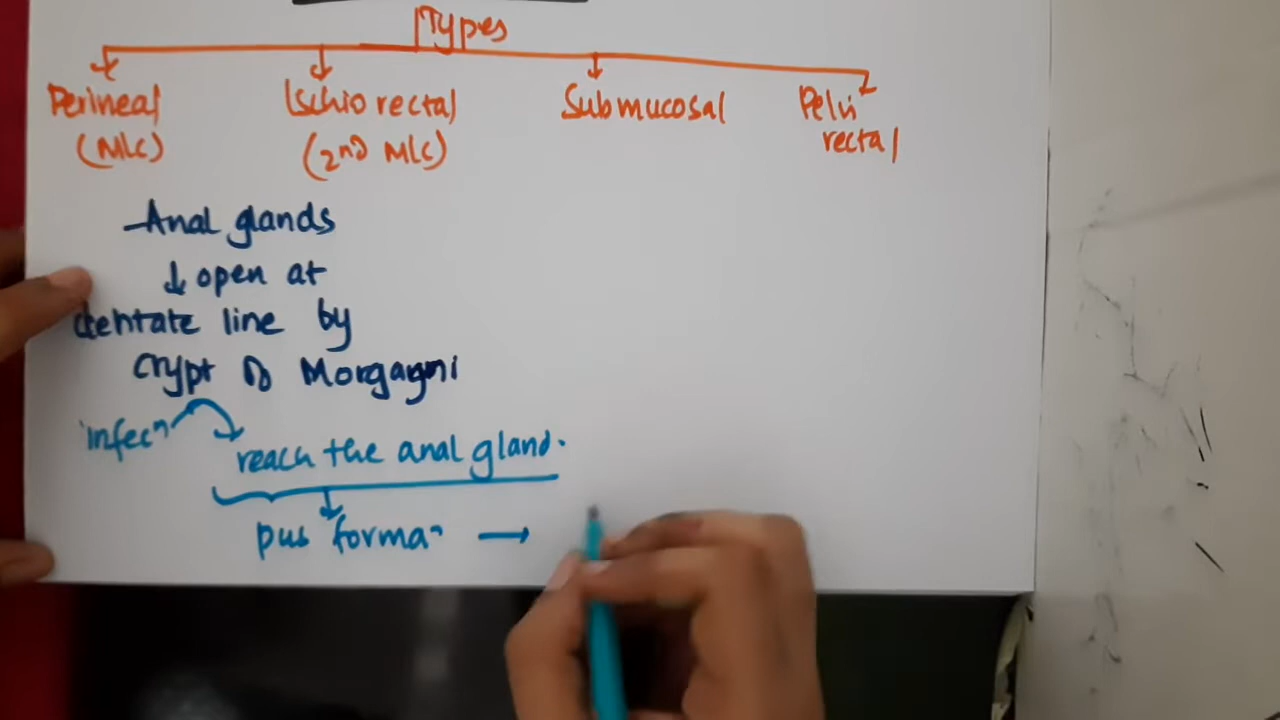 Types
Perineal Ischio rectal Submucosal Pelvi
(MLC) (2nd MLC) rectal
Anal glands
↓ open at
dentate line by
Crypt of Morgagni
infecn
reach the anal gland.
pus forman →